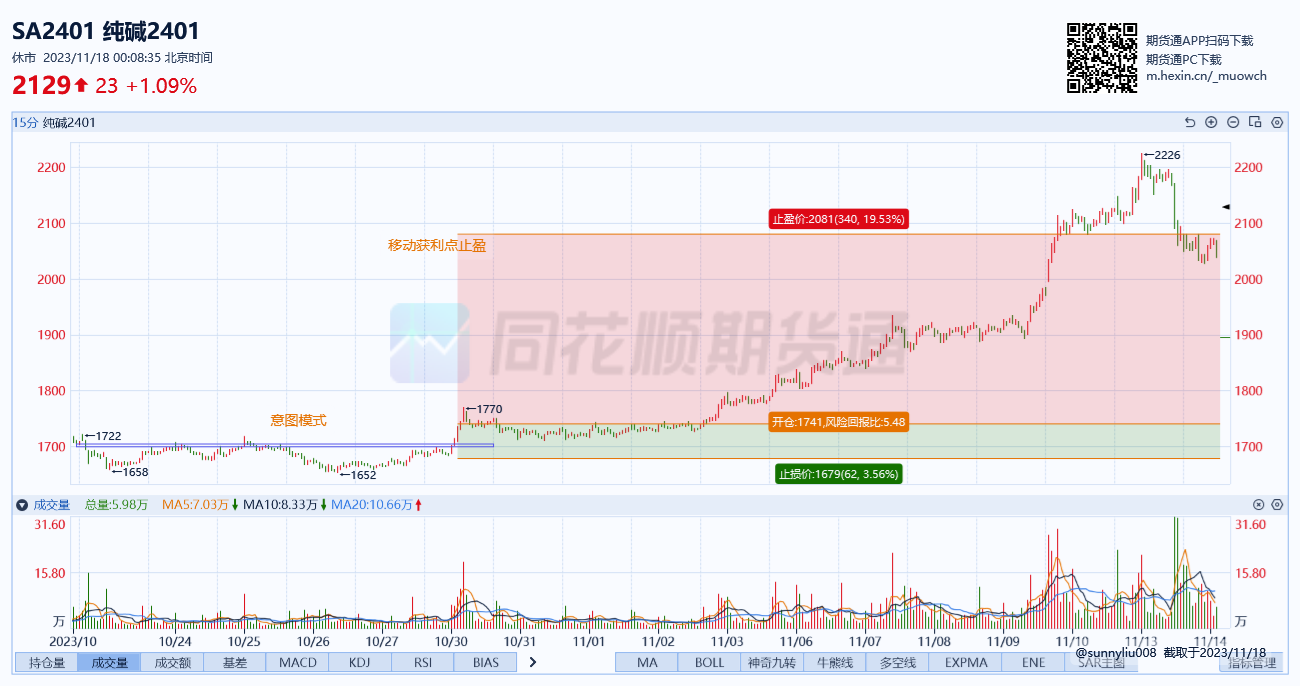 SA2401 纯碱2401
休市 2023/11/18 00:08:35 北京时间
2129 23 +1.09%
期货通APP扫码下载
期货通PC下载
m.hexin.cn/_muowch
15分 纯碱2401
2226
2200 2200
止盈价:2081(340, 19.53%)
2100 2100
移动获利点止盈
2000 2000
同花顺期货通
1900 1900
1800 1800
1770
意图模式
开仓:1741,风险回报比:5.48
1722
1700 1700
1658
1652
止损价:1679(62, 3.56%)
成交量 总量:5.98万 MA5:7.03万 MA10:8.33万 MA20:10.66万
31.60 31.60
15.80 15.80
万 万
2023/10 10/24 10/25 10/26 10/27 10/30 10/31 11/01 11/02 11/03 11/06 11/07 11/08 11/09 11/10 11/13 11/14
@sunnyliu008 截取于2023/11/18
持仓量 成交量 成交额 基差 MACD KDJ RSI BIAS MA BOLL 神奇九转 牛熊线 多空线 EXPMA ENE SAR主图 指标管理